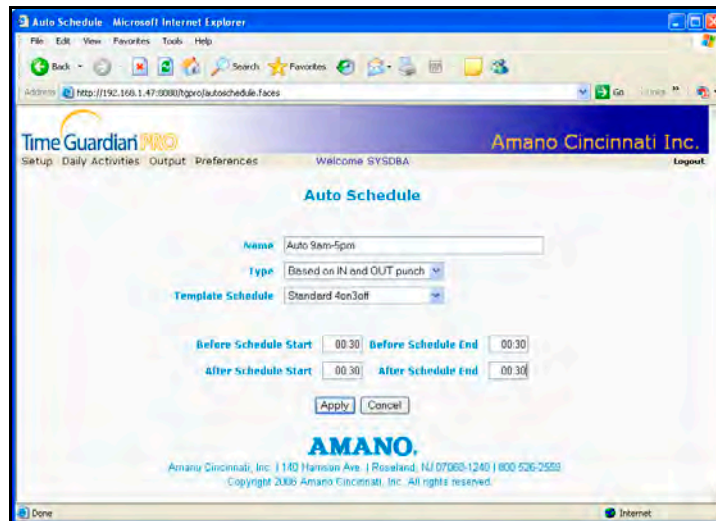 Auto Schedule Microsoft Internet Explorer
File Edit View Favorites Tools Help
Back Search Favorites
Address http://192.168.1.47:8080/tgpro/autoschedule.faces Go
Time Guardian PRO Amano Cincinnati Inc.
Setup Daily Activities Output Preferences Welcome SYSDBA Logout
Auto Schedule
Name Auto 9am-5pm
Type Based on IN and OUT punch
Template Schedule Standard 4on3off
Before Schedule Start 00:30 Before Schedule End 00:30
After Schedule Start 00:30 After Schedule End 00:30
Apply Cancel
AMANO.
Amano Cincinnati, Inc. | 140 Harrison Ave. | Roseland, NJ 07068-1240 | 800 526-2559
Copyright 2006 Amano Cincinnati, Inc. All rights reserved.
Done Internet